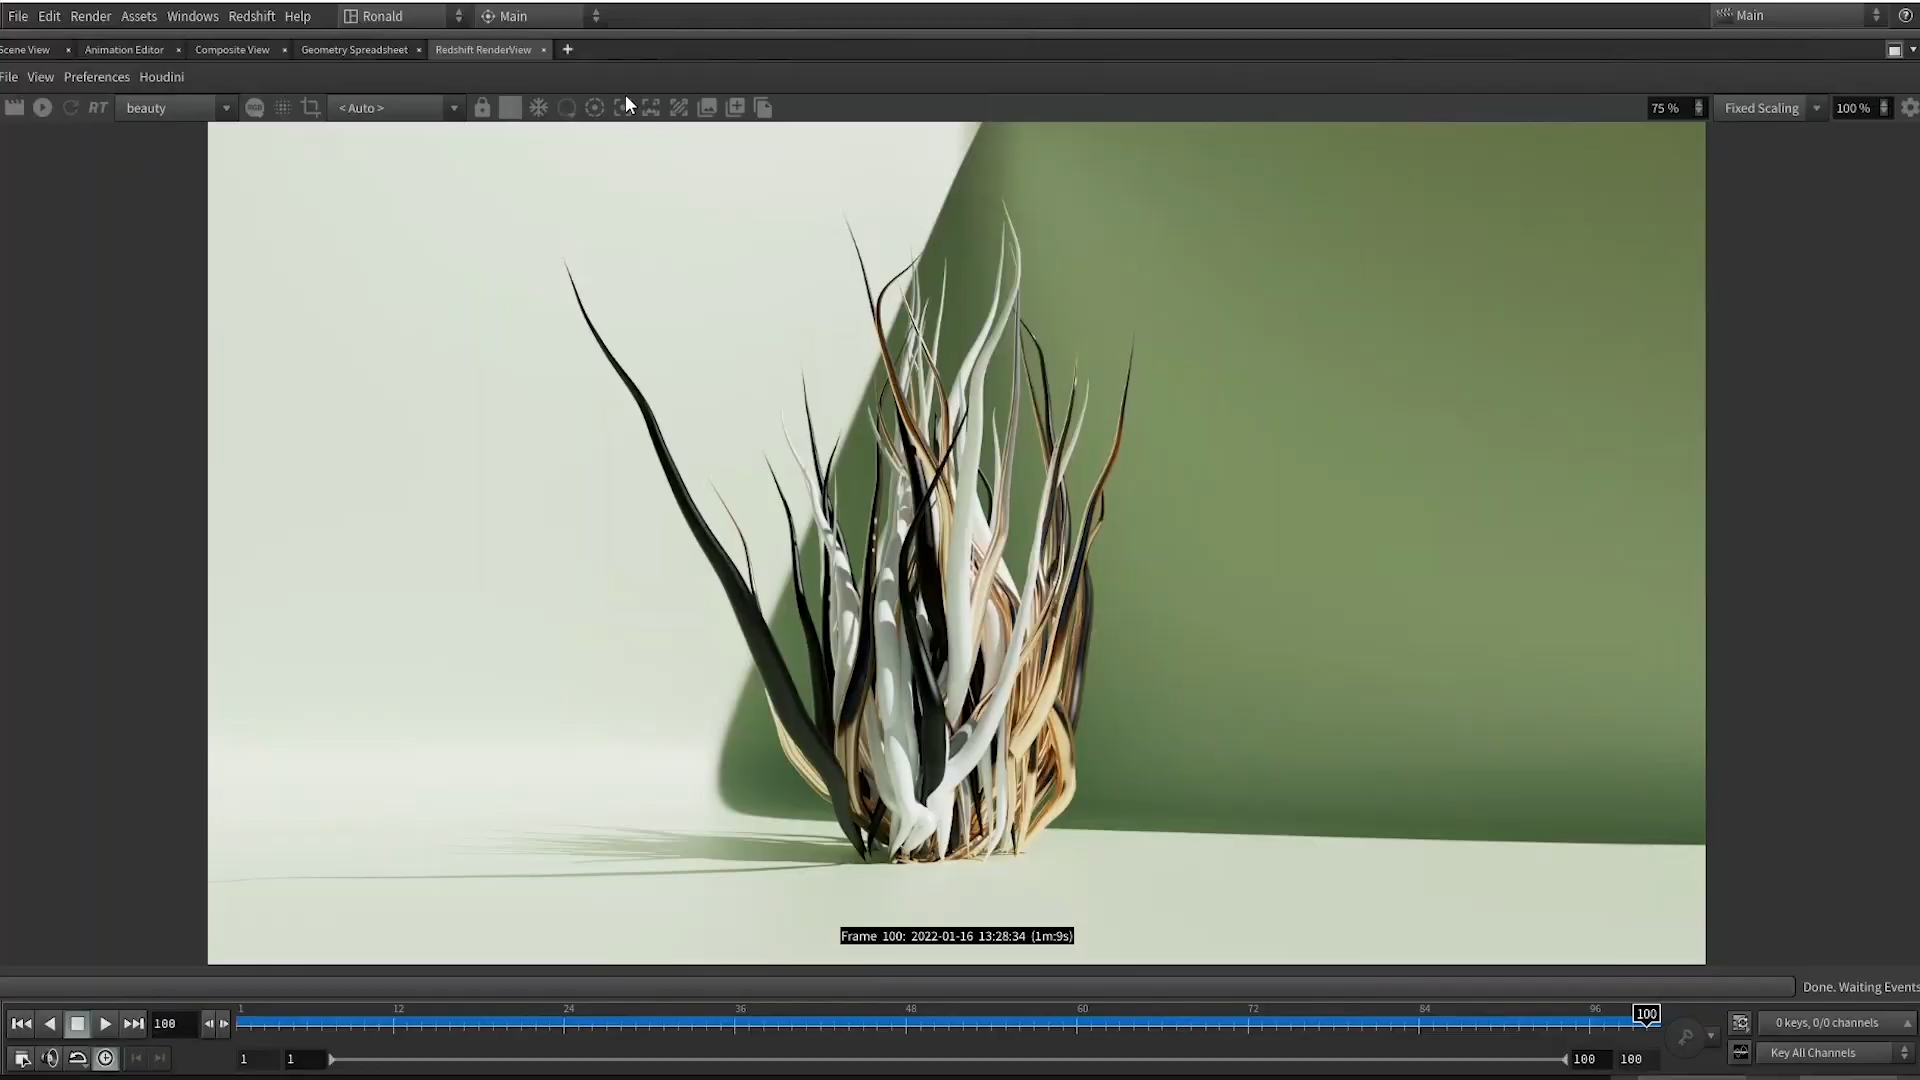 File Edit Render Assets Windows Redshift Help Ronald Main Main
Scene View Animation Editor Composite View Geometry Spreadsheet Redshift RenderView
File View Preferences Houdini
RT beauty RGB < Auto > 75 % Fixed Scaling 100 %
Frame 100: 2022-01-16 13:28:34 (1m:9s)
Done. Waiting Events
1 12 24 36 48 60 72 84 96 100
100
0 keys, 0/0 channels
1 1 100 100
Key All Channels